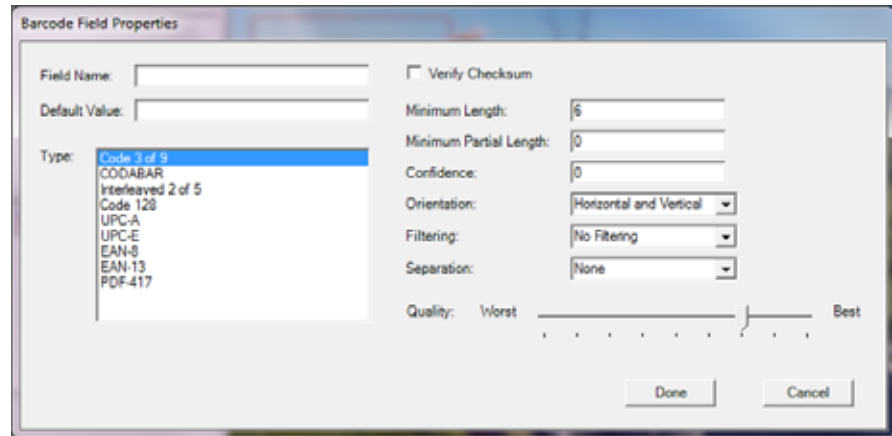 Barcode Field Properties
Field Name:
Default Value:
Type:
Code 3 of 9
CODABAR
Interleaved 2 of 5
Code 128
UPC-A
UPC-E
EAN-8
EAN-13
PDF-417
Verify Checksum
Minimum Length: 6
Minimum Partial Length: 0
Confidence: 0
Orientation: Horizontal and Vertical
Filtering: No Filtering
Separation: None
Quality: Worst Best
Done Cancel